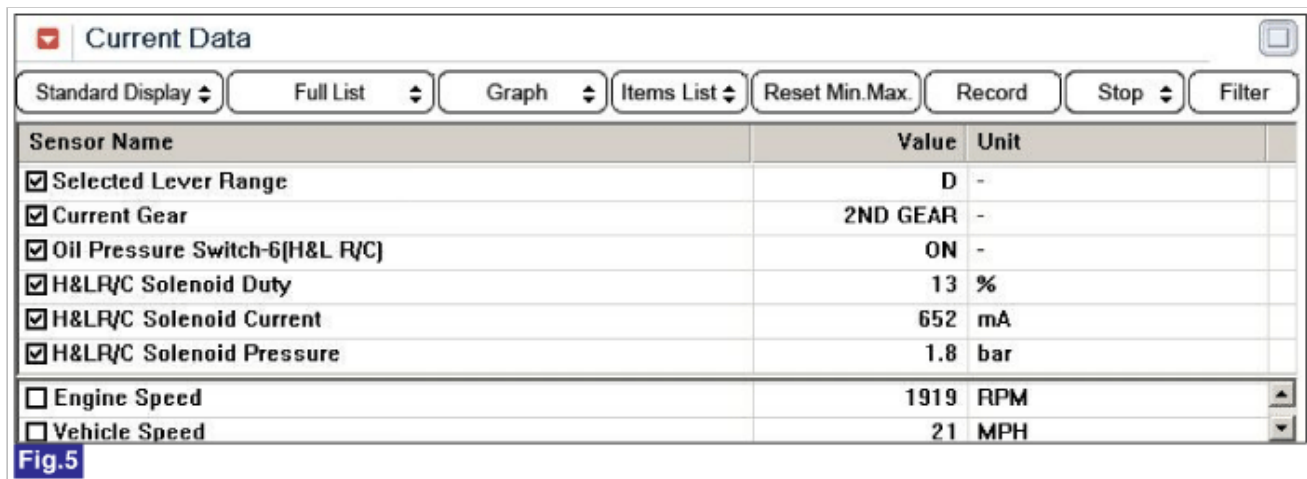 Current Data
Standard Display Full List Graph Items List Reset Min.Max. Record Stop Filter
Sensor Name Value Unit
Selected Lever Range D -
Current Gear 2ND GEAR -
Oil Pressure Switch-6(H&L R/C) ON -
H&LR/C Solenoid Duty 13 %
H&LR/C Solenoid Current 652 mA
H&LR/C Solenoid Pressure 1.8 bar
Engine Speed 1919 RPM
Vehicle Speed 21 MPH
Fig.5